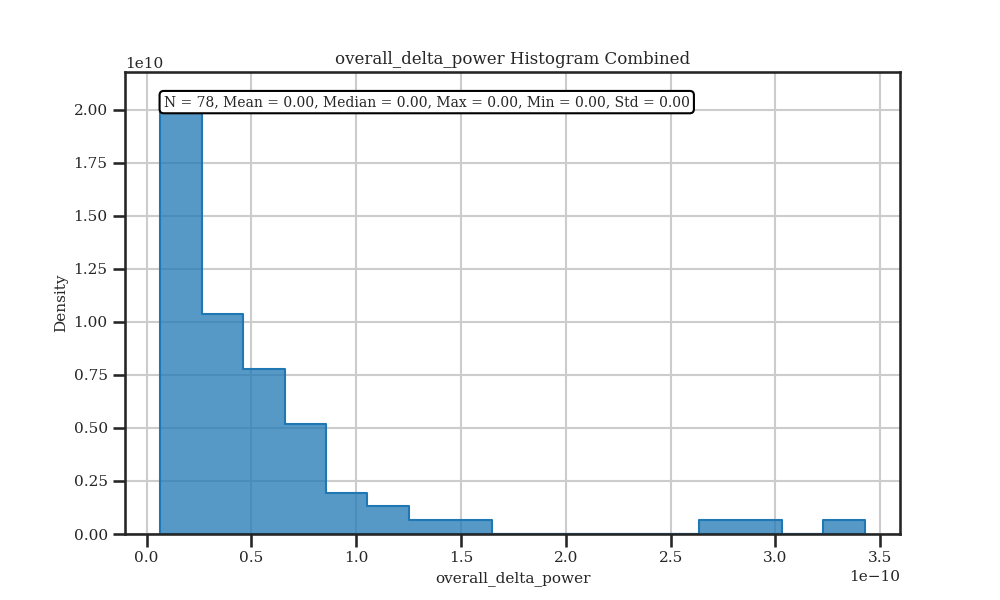 overall_delta_power Histogram Combined
1e10
N = 78, Mean = 0.00, Median = 0.00, Max = 0.00, Min = 0.00, Std = 0.00
2.00
1.75
1.50
1.25
1.00
0.75
0.50
0.25
0.00
Density
0.0 0.5 1.0 1.5 2.0 2.5 3.0 3.5
1e−10
overall_delta_power